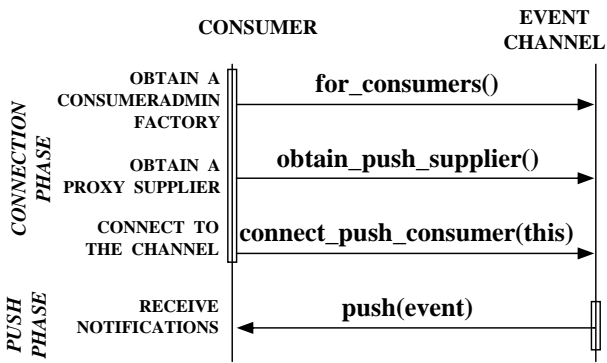 CONSUMER
EVENT
CHANNEL
CONNECTION
PHASE
OBTAIN A
CONSUMERADMIN
FACTORY
for_consumers()
OBTAIN A
PROXY SUPPLIER
obtain_push_supplier()
CONNECT TO
THE CHANNEL
connect_push_consumer(this)
PUSH
PHASE
RECEIVE
NOTIFICATIONS
push(event)